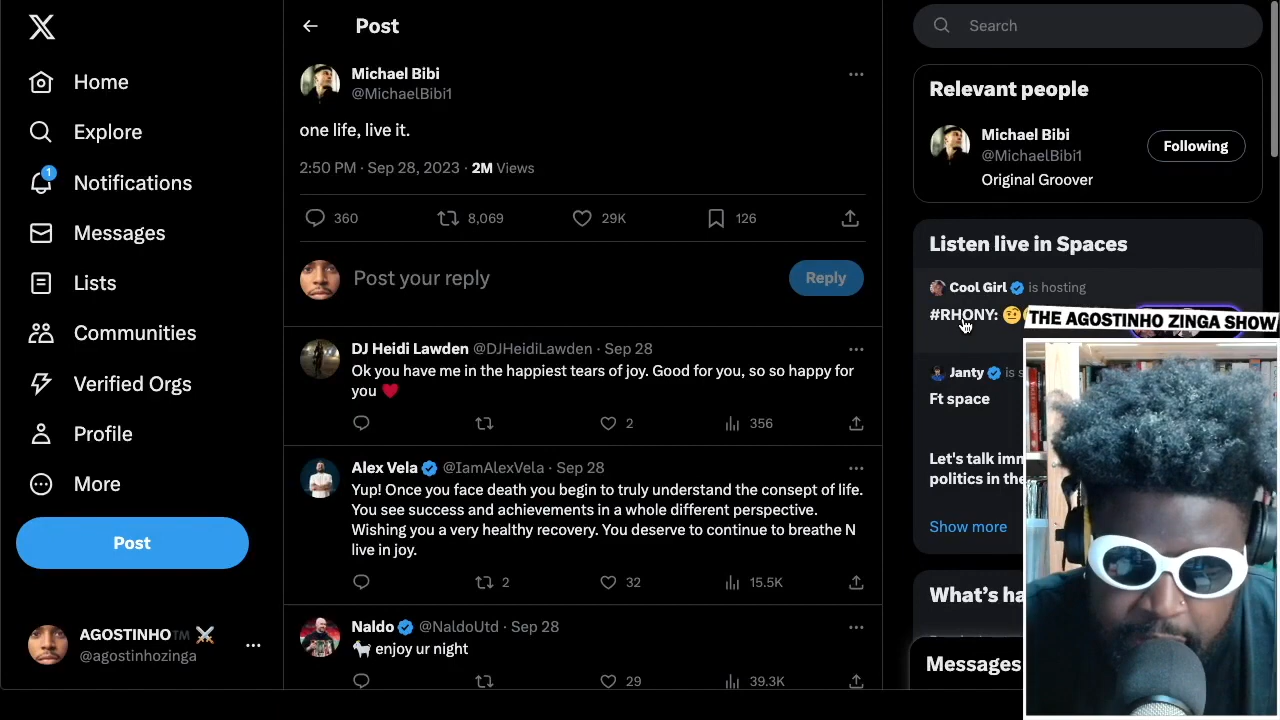 X
Home
Explore
1
Notifications
Messages
Lists
Communities
Verified Orgs
Profile
More
Post
AGOSTINHO™ ⚔
@agostinhozinga
Post
Michael Bibi
@MichaelBibi1
one life, live it.
2:50 PM · Sep 28, 2023 · 2M Views
360 8,069 29K 126
Post your reply
Reply
DJ Heidi Lawden @DJHeidiLawden · Sep 28
Ok you have me in the happiest tears of joy. Good for you, so so happy for
you ♥
2 356
Alex Vela @IamAlexVela · Sep 28
Yup! Once you face death you begin to truly understand the consept of life.
You see success and achievements in a whole different perspective.
Wishing you a very healthy recovery. You deserve to continue to breathe N
live in joy.
2 32 15.5K
Naldo @NaldoUtd · Sep 28
🐐 enjoy ur night
29 39.3K
Search
Relevant people
Michael Bibi
@MichaelBibi1
Following
Original Groover
Listen live in Spaces
Cool Girl is hosting
#RHONY: 🤨
THE AGOSTINHO ZINGA SHOW
Janty is s
Ft space
Let's talk imm
politics in the
Show more
What's ha
Messages